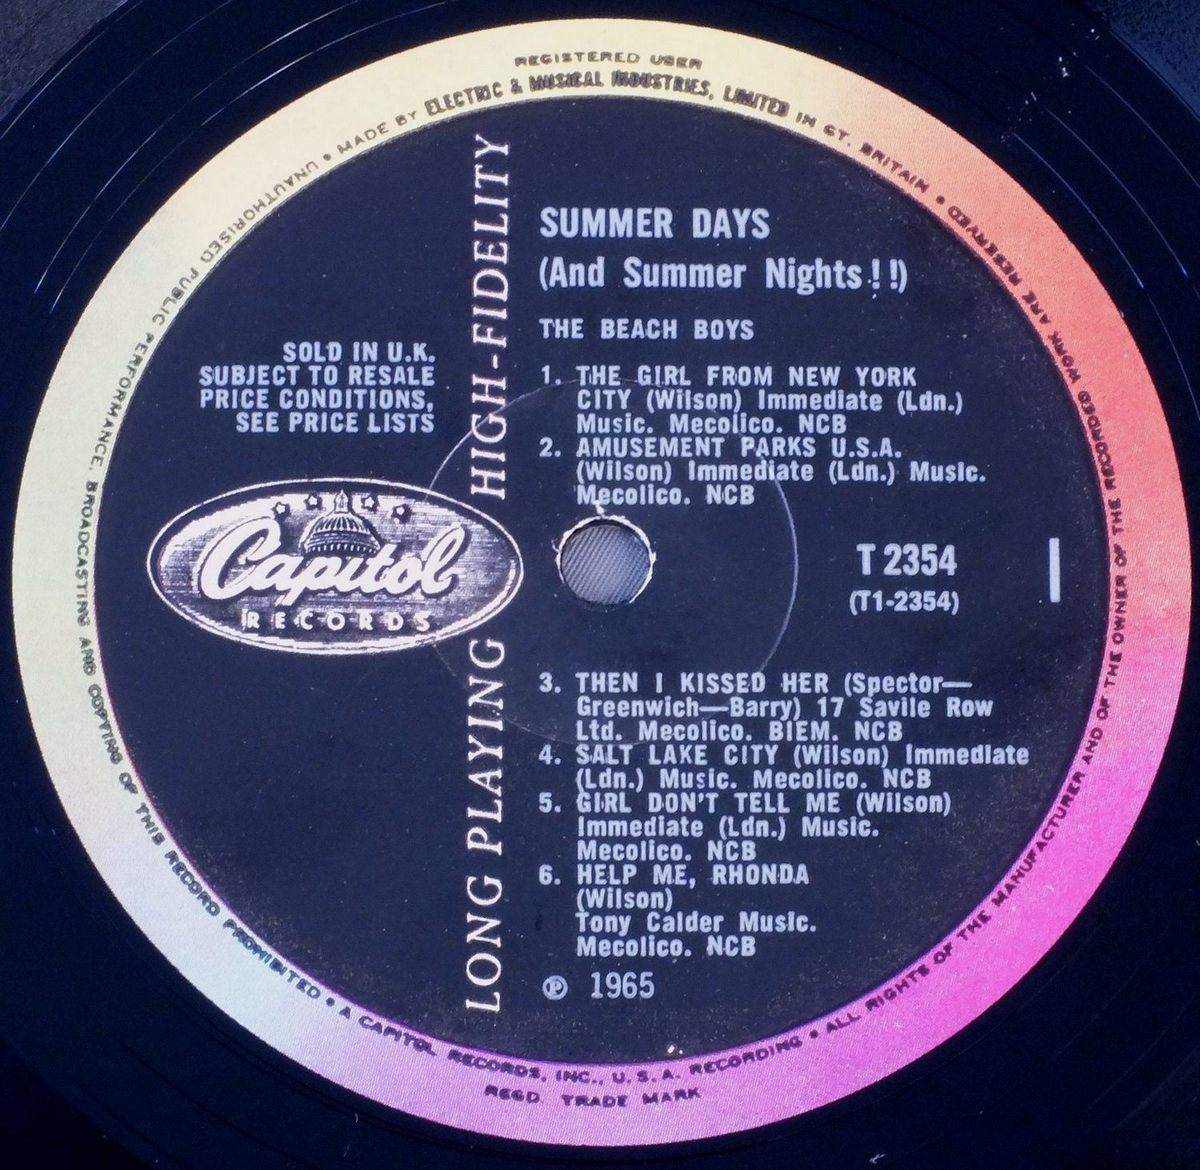 REGISTERED USER
MADE BY ELECTRIC & MUSICAL INDUSTRIES, LIMITED IN GT. BRITAIN •
ALL RIGHTS OF THE MANUFACTURER AND OF THE OWNER OF THE RECORDED WORK ARE RESERVED •
UNAUTHORISED PUBLIC PERFORMANCE, BROADCASTING AND COPYING OF THIS RECORD PROHIBITED •
A CAPITOL RECORDS, INC., U.S.A. RECORDING •
REGD. TRADE MARK
LONG PLAYING HIGH-FIDELITY
SUMMER DAYS
(And Summer Nights!!)
THE BEACH BOYS
SOLD IN U.K.
SUBJECT TO RESALE
PRICE CONDITIONS,
SEE PRICE LISTS
1. THE GIRL FROM NEW YORK
CITY (Wilson) Immediate (Ldn.)
Music. Mecolico. NCB
2. AMUSEMENT PARKS U.S.A.
(Wilson) Immediate (Ldn.) Music.
Mecolico. NCB
Capitol
RECORDS
T 2354
(T1-2354)
1
3. THEN I KISSED HER (Spector—
Greenwich—Barry) 17 Savile Row
Ltd. Mecolico. BIEM. NCB
4. SALT LAKE CITY (Wilson) Immediate
(Ldn.) Music. Mecolico. NCB
5. GIRL DON'T TELL ME (Wilson)
Immediate (Ldn.) Music.
Mecolico. NCB
6. HELP ME, RHONDA
(Wilson)
Tony Calder Music.
Mecolico. NCB
℗ 1965